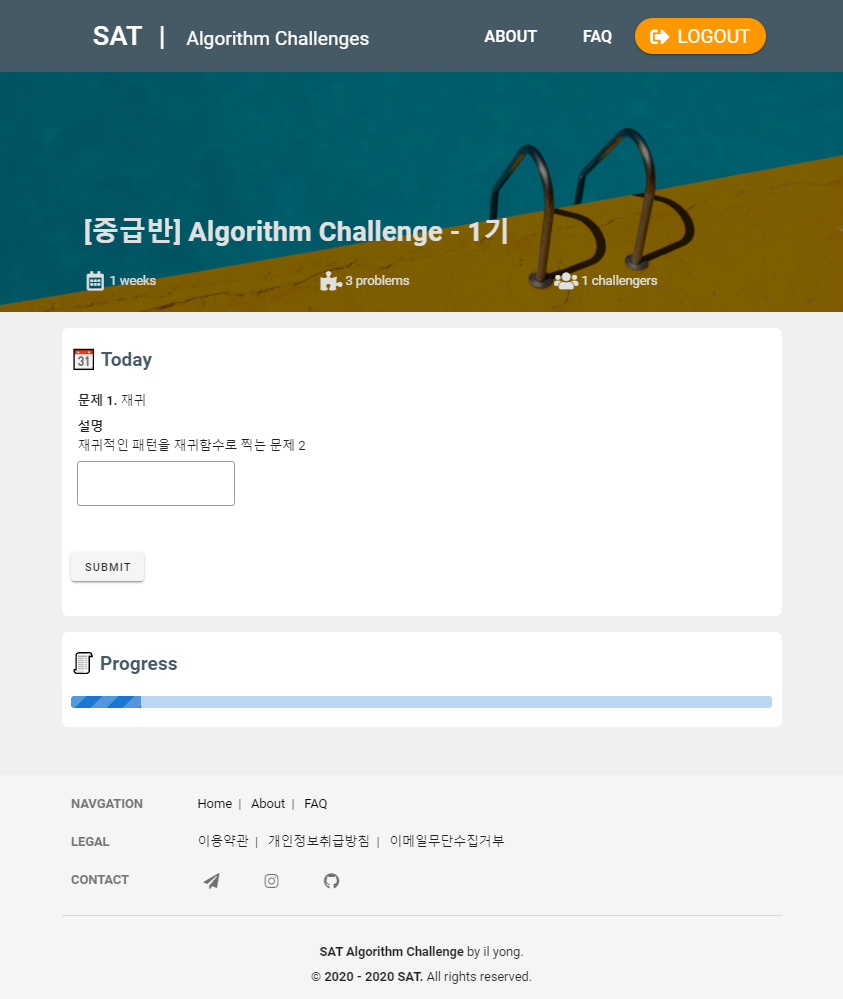 SAT | Algorithm Challenges ABOUT FAQ LOGOUT
[중급반] Algorithm Challenge - 1기
1 weeks 3 problems 1 challengers
31 Today
문제 1. 재귀
설명
재귀적인 패턴을 재귀함수로 찍는 문제 2
SUBMIT
Progress
NAVGATION Home | About | FAQ
LEGAL 이용약관 | 개인정보취급방침 | 이메일무단수집거부
CONTACT
SAT Algorithm Challenge by il yong.
© 2020 - 2020 SAT. All rights reserved.